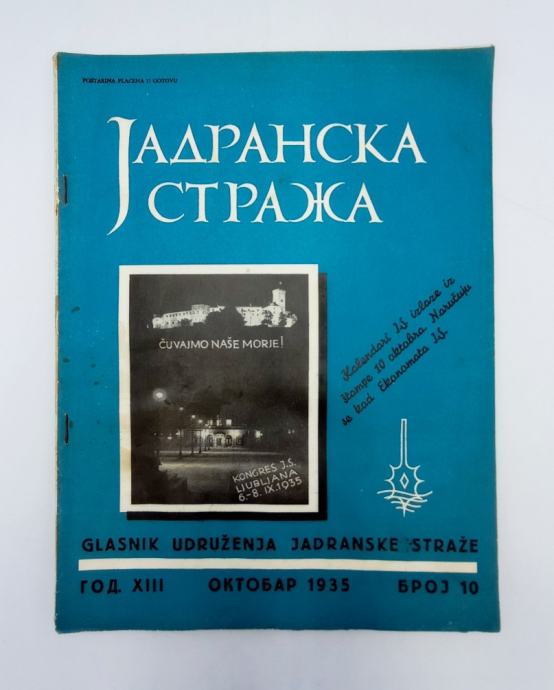 POŠTARINA PLAĆENA U GOTOVU
ЈАДРАНСКА
СТРАЖА
ČUVAJMO NAŠE MORJE!
KONGRES J.S.
LJUBLJANA
6.-8. IX. 1935
Kalendari JS izlaze iz
štampe 10 oktobra. Naručuju
se kod Ekonomata JS.
GLASNIK UDRUŽENJA JADRANSKE STRAŽE
ГОД. XIII ОКТОБАР 1935 БРОЈ 10